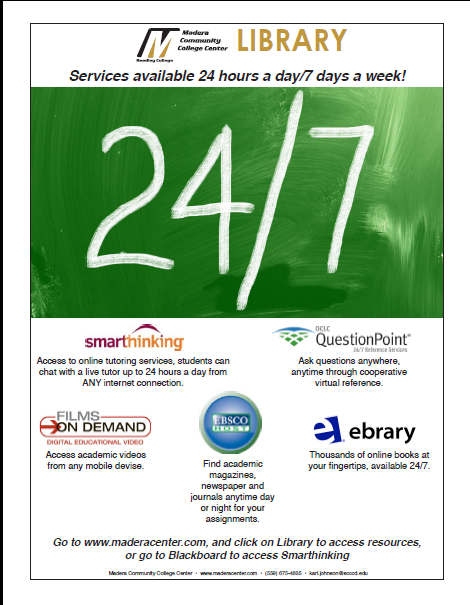 Madera
Community
College Center
Reedley College
LIBRARY
Services available 24 hours a day/7 days a week!
24/7
smarthinking
Access to online tutoring services, students can
chat with a live tutor up to 24 hours a day from
ANY internet connection.
OCLC
QuestionPoint®
24/7 Reference Services
Ask questions anywhere,
anytime through cooperative
virtual reference.
FILMS
ON DEMAND
DIGITAL EDUCATIONAL VIDEO
Access academic videos
from any mobile devise.
EBSCO
HOST
Find academic
magazines,
newspaper and
journals anytime day
or night for your
assignments.
ebrary
Thousands of online books at
your fingertips, available 24/7.
Go to www.maderacenter.com, and click on Library to access resources,
or go to Blackboard to access Smarthinking
Madera Community College Center • www.maderacenter.com • (559) 675-4885 • karl.johnson@scccd.edu